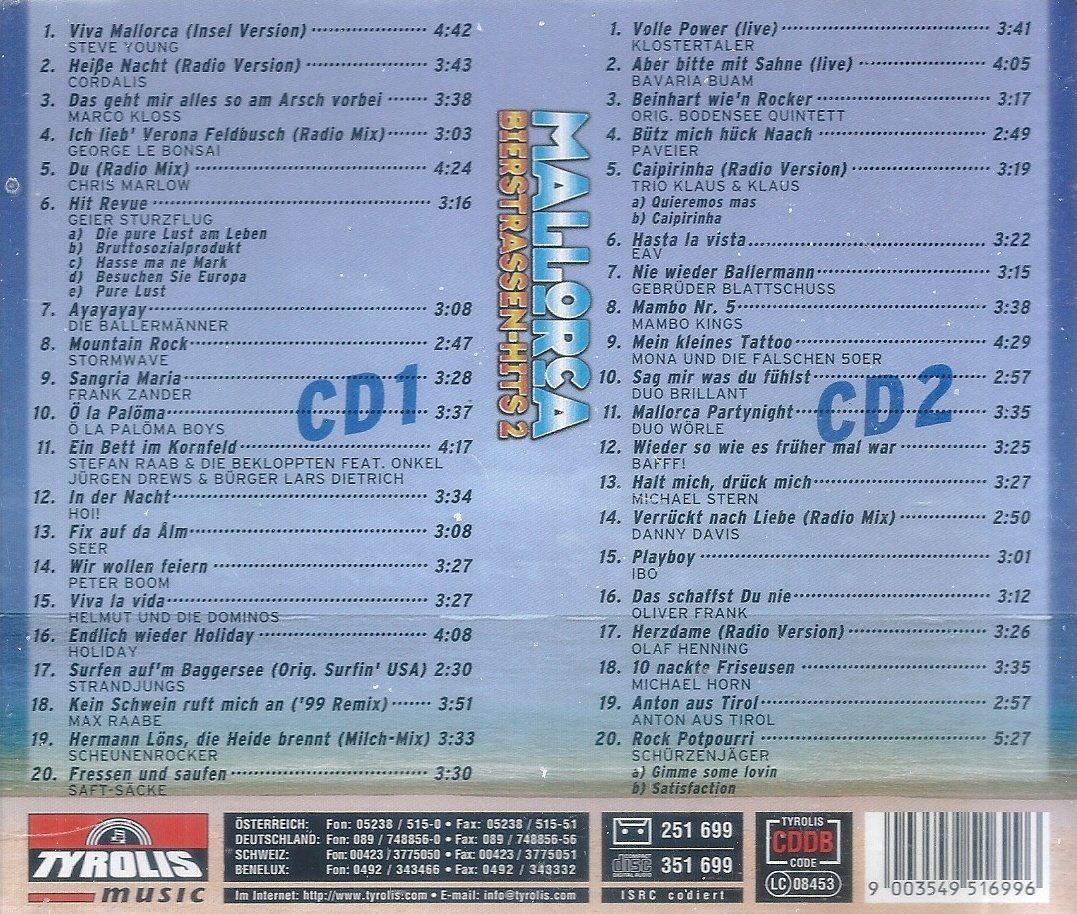 1. Viva Mallorca (Insel Version) 4:42
STEVE YOUNG
2. Heiße Nacht (Radio Version) 3:43
CORDALIS
3. Das geht mir alles so am Arsch vorbei 3:38
MARCO KLOSS
4. Ich lieb' Verona Feldbusch (Radio Mix) 3:03
GEORGE LE BONSAI
5. Du (Radio Mix) 4:24
CHRIS MARLOW
6. Hit Revue 3:16
GEIER STURZFLUG
a) Die pure Lust am Leben
b) Bruttosozialprodukt
c) Hasse ma ne Mark
d) Besuchen Sie Europa
e) Pure Lust
7. Ayayayay 3:08
DIE BALLERMÄNNER
8. Mountain Rock 2:47
STORMWAVE
9. Sangria Maria 3:28
FRANK ZANDER
10. Ö la Palöma 3:37
Ö LA PALÖMA BOYS
11. Ein Bett im Kornfeld 4:17
STEFAN RAAB & DIE BEKLOPPTEN FEAT. ONKEL
JÜRGEN DREWS & BÜRGER LARS DIETRICH
12. In der Nacht 3:34
HOI!
13. Fix auf da Ålm 3:08
SEER
14. Wir wollen feiern 3:27
PETER BOOM
15. Viva la vida 3:27
HELMUT UND DIE DOMINOS
16. Endlich wieder Holiday 4:08
HOLIDAY
17. Surfen auf'm Baggersee (Orig. Surfin' USA) 2:30
STRANDJUNGS
18. Kein Schwein ruft mich an ('99 Remix) 3:51
MAX RAABE
19. Hermann Löns, die Heide brennt (Milch-Mix) 3:33
SCHEUNENROCKER
20. Fressen und saufen 3:30
SAFT-SÄCKE
CD1
MALLORCA
BIERSTRASSEN-HITS 2
1. Volle Power (live) 3:41
KLOSTERTALER
2. Aber bitte mit Sahne (live) 4:05
BAVARIA BUAM
3. Beinhart wie'n Rocker 3:17
ORIG. BODENSEE QUINTETT
4. Bütz mich hück Naach 2:49
PAVEIER
5. Caipirinha (Radio Version) 3:19
TRIO KLAUS & KLAUS
a) Quieremos mas
b) Caipirinha
6. Hasta la vista 3:22
EAV
7. Nie wieder Ballermann 3:15
GEBRÜDER BLATTSCHUSS
8. Mambo Nr. 5 3:38
MAMBO KINGS
9. Mein kleines Tattoo 4:29
MONA UND DIE FALSCHEN 50ER
10. Sag mir was du fühlst 2:57
DUO BRILLANT
11. Mallorca Partynight 3:35
DUO WÖRLE
12. Wieder so wie es früher mal war 3:25
BAFFF!
13. Halt mich, drück mich 3:27
MICHAEL STERN
14. Verrückt nach Liebe (Radio Mix) 2:50
DANNY DAVIS
15. Playboy 3:01
IBO
16. Das schaffst Du nie 3:12
OLIVER FRANK
17. Herzdame (Radio Version) 3:26
OLAF HENNING
18. 10 nackte Friseusen 3:35
MICHAEL HORN
19. Anton aus Tirol 2:57
ANTON AUS TIROL
20. Rock Potpourri 5:27
SCHÜRZENJÄGER
a) Gimme some lovin
b) Satisfaction
CD2
TYROLIS
music
ÖSTERREICH: Fon: 05238 / 515-0 • Fax: 05238 / 515-51
DEUTSCHLAND: Fon: 089 / 748856-0 • Fax: 089 / 748856-56
SCHWEIZ: Fon: 00423 / 3775050 • Fax: 00423 / 3775051
BENELUX: Fon: 0492 / 343466 • Fax: 0492 / 343332
Im Internet: http://www.tyrolis.com • E-mail: info@tyrolis.com
251 699
COMPACT
disc
DIGITAL AUDIO
351 699
ISRC codiert
TYROLIS
CDDB
CODE
LC 08453
9 003549 516996